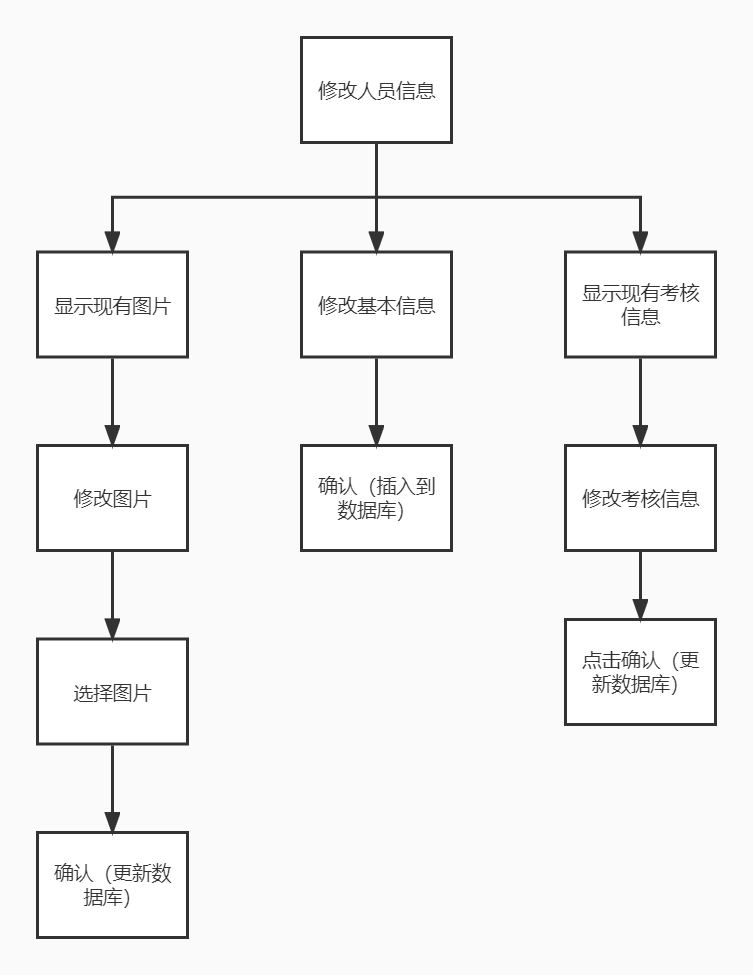 修改人员信息
显示现有图片
修改基本信息
显示现有考核
信息
修改图片
确认（插入到
数据库）
修改考核信息
选择图片
点击确认（更
新数据库）
确认（更新数
据库）